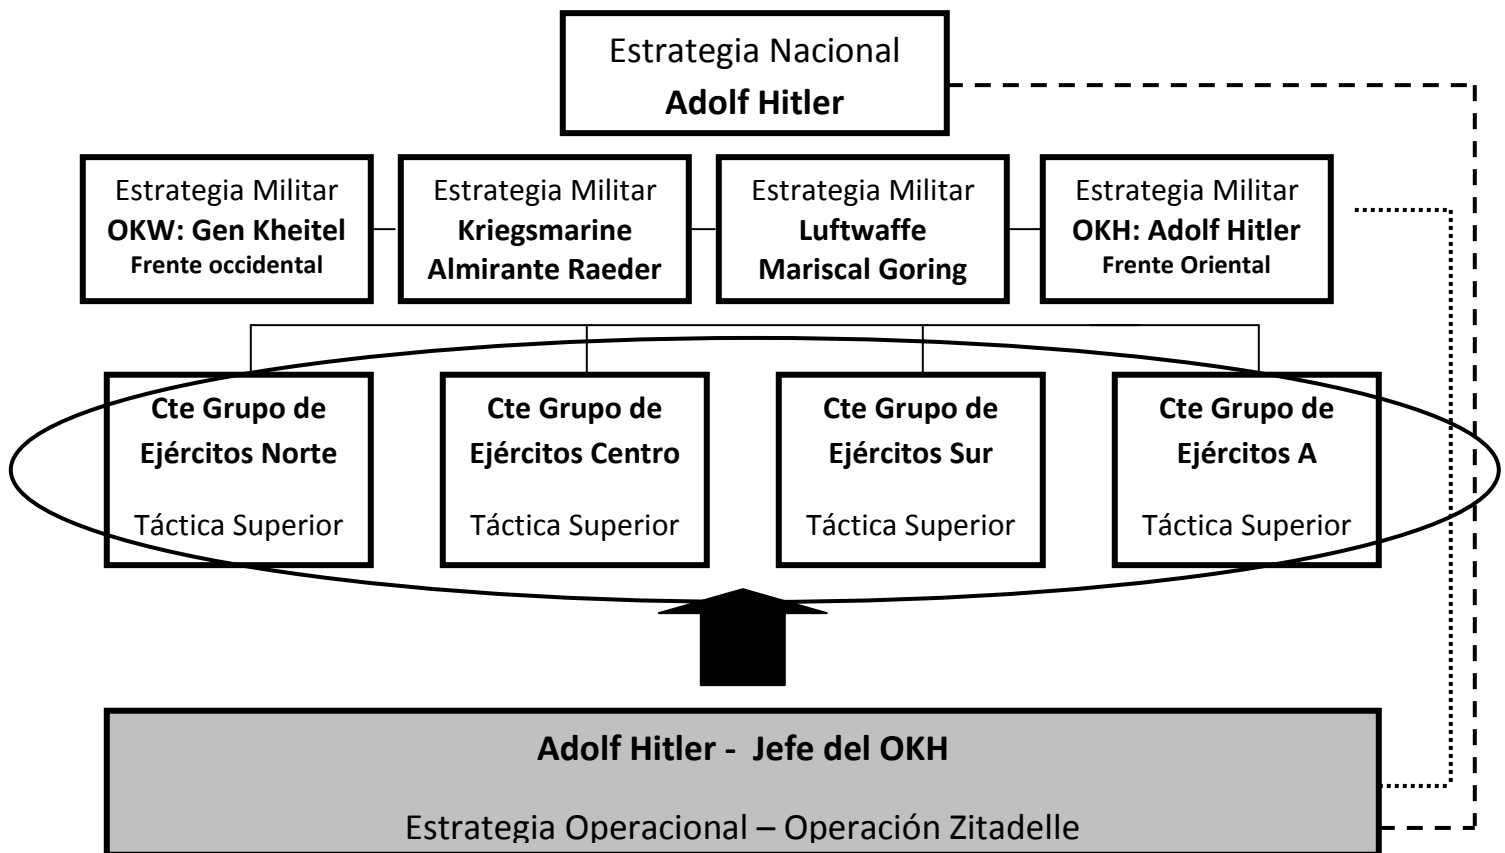 Estrategia Nacional
Adolf Hitler
Estrategia Militar
OKW: Gen Kheitel
Frente occidental
Estrategia Militar
Kriegsmarine
Almirante Raeder
Estrategia Militar
Luftwaffe
Mariscal Goring
Estrategia Militar
OKH: Adolf Hitler
Frente Oriental
Cte Grupo de
Ejércitos Norte
Táctica Superior
Cte Grupo de
Ejércitos Centro
Táctica Superior
Cte Grupo de
Ejércitos Sur
Táctica Superior
Cte Grupo de
Ejércitos A
Táctica Superior
Adolf Hitler - Jefe del OKH
Estrategia Operacional – Operación Zitadelle